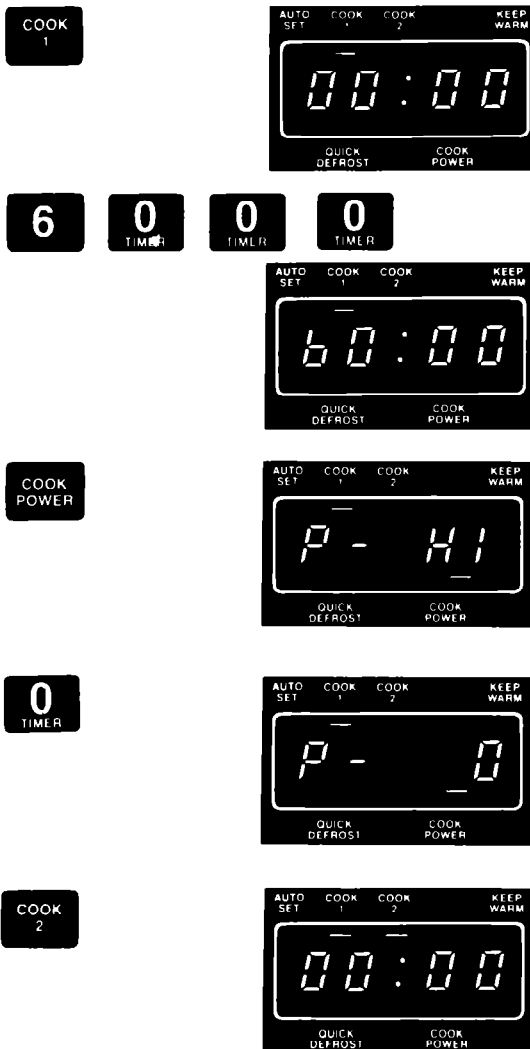 COOK
1
AUTO SET COOK 1 COOK 2 KEEP WARM
00:00
QUICK DEFROST COOK POWER
6 0 TIMER 0 TIMER 0 TIMER
AUTO SET COOK 1 COOK 2 KEEP WARM
60:00
QUICK DEFROST COOK POWER
COOK
POWER
AUTO SET COOK 1 COOK 2 KEEP WARM
P- HI
QUICK DEFROST COOK POWER
0
TIMER
AUTO SET COOK 1 COOK 2 KEEP WARM
P- 0
QUICK DEFROST COOK POWER
COOK
2
AUTO SET COOK 1 COOK 2 KEEP WARM
00:00
QUICK DEFROST COOK POWER